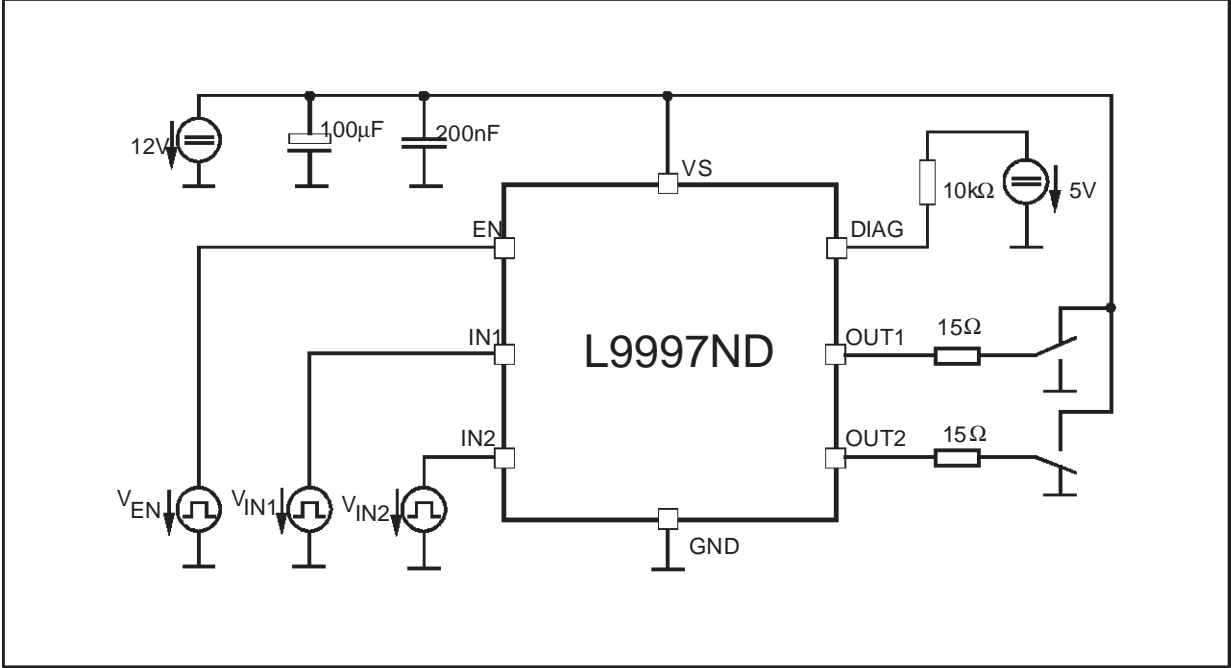 12V
100μF
200nF
VS
10kΩ
5V
EN
DIAG
IN1
L9997ND
OUT1
15Ω
IN2
OUT2
15Ω
VEN
VIN1
VIN2
GND